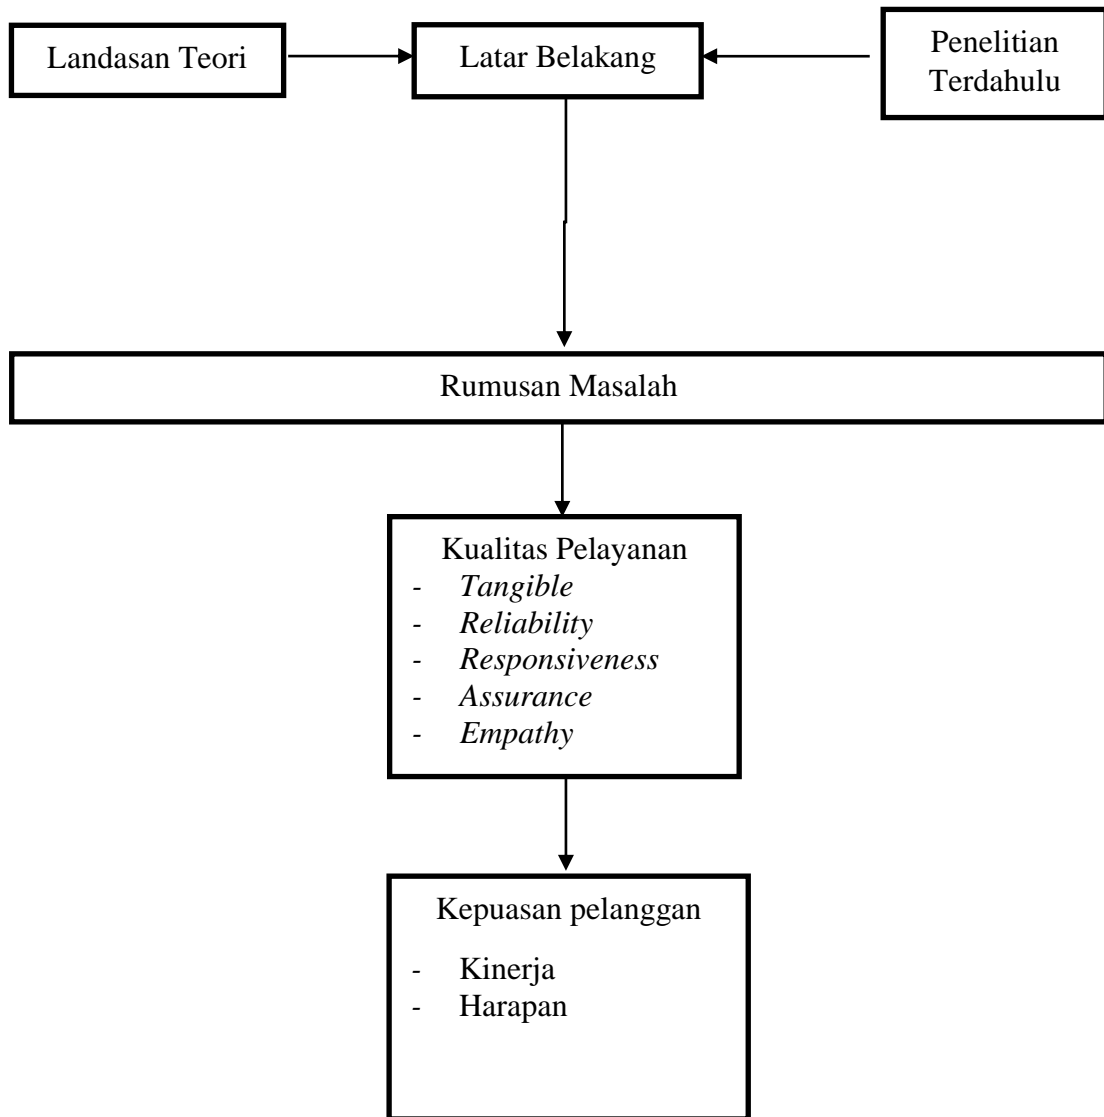 Landasan Teori
Latar Belakang
Penelitian
Terdahulu
Rumusan Masalah
Kualitas Pelayanan
- Tangible
- Reliability
- Responsiveness
- Assurance
- Empathy
Kepuasan pelanggan
- Kinerja
- Harapan